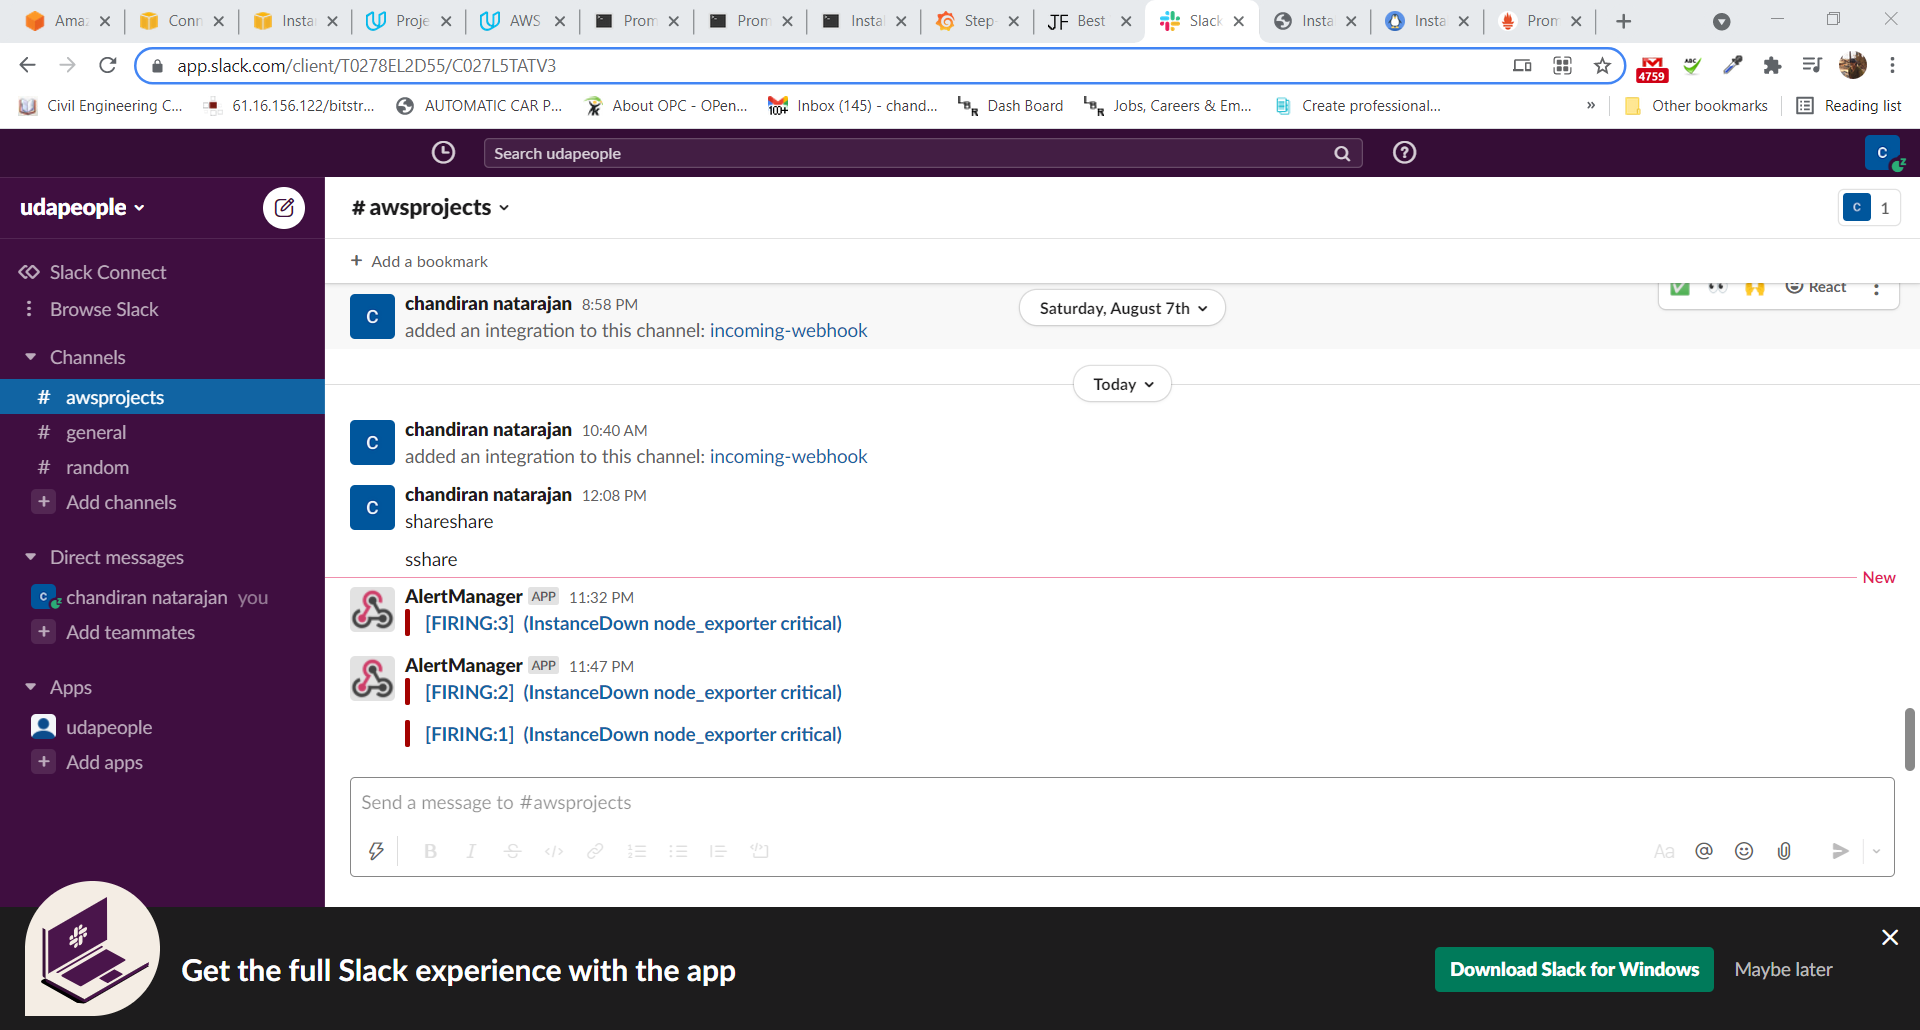 Ama
Conn
Insta
Proje
AWS
Prom
Prom
Instal
Step-
JF Best
Slack
Insta
Insta
Prom
app.slack.com/client/T0278EL2D55/C027L5TATV3
4759
ABC
Civil Engineering C...
61.16.156.122/bitstr...
AUTOMATIC CAR P...
About OPC - OPen...
100+
Inbox (145) - chand...
Dash Board
Jobs, Careers & Em...
Create professional...
»
Other bookmarks
Reading list
Search udapeople
C
udapeople
# awsprojects
C 1
+ Add a bookmark
Slack Connect
Browse Slack
Channels
# awsprojects
# general
# random
+ Add channels
Direct messages
C chandiran natarajan you
+ Add teammates
Apps
udapeople
+ Add apps
C
chandiran natarajan 8:58 PM
added an integration to this channel: incoming-webhook
Saturday, August 7th
React
Today
C
chandiran natarajan 10:40 AM
added an integration to this channel: incoming-webhook
C
chandiran natarajan 12:08 PM
shareshare
sshare
New
AlertManager APP 11:32 PM
[FIRING:3] (InstanceDown node_exporter critical)
AlertManager APP 11:47 PM
[FIRING:2] (InstanceDown node_exporter critical)
[FIRING:1] (InstanceDown node_exporter critical)
Send a message to #awsprojects
B I S
Aa @
Get the full Slack experience with the app
Download Slack for Windows
Maybe later